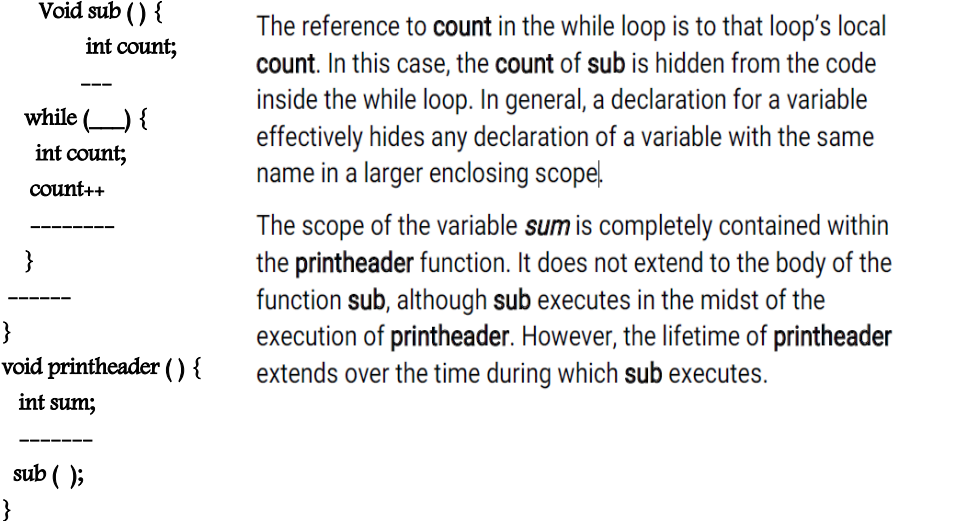 Void sub ( ) {
int count;
---
while (___) {
int count;
count++
--------
}
------
}
void printheader ( ) {
int sum;
-------
sub (  );
}
The reference to count in the while loop is to that loop's local
count. In this case, the count of sub is hidden from the code
inside the while loop. In general, a declaration for a variable
effectively hides any declaration of a variable with the same
name in a larger enclosing scope.
The scope of the variable sum is completely contained within
the printheader function. It does not extend to the body of the
function sub, although sub executes in the midst of the
execution of printheader. However, the lifetime of printheader
extends over the time during which sub executes.